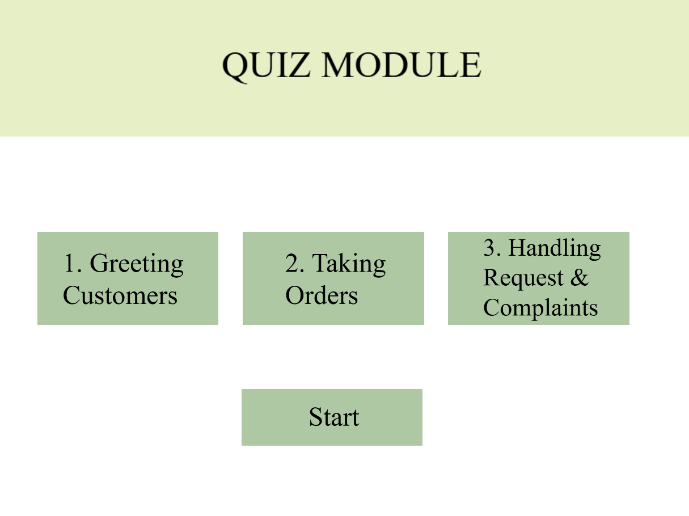 QUIZ MODULE
1. Greeting
Customers
2. Taking
Orders
3. Handling
Request &
Complaints
Start